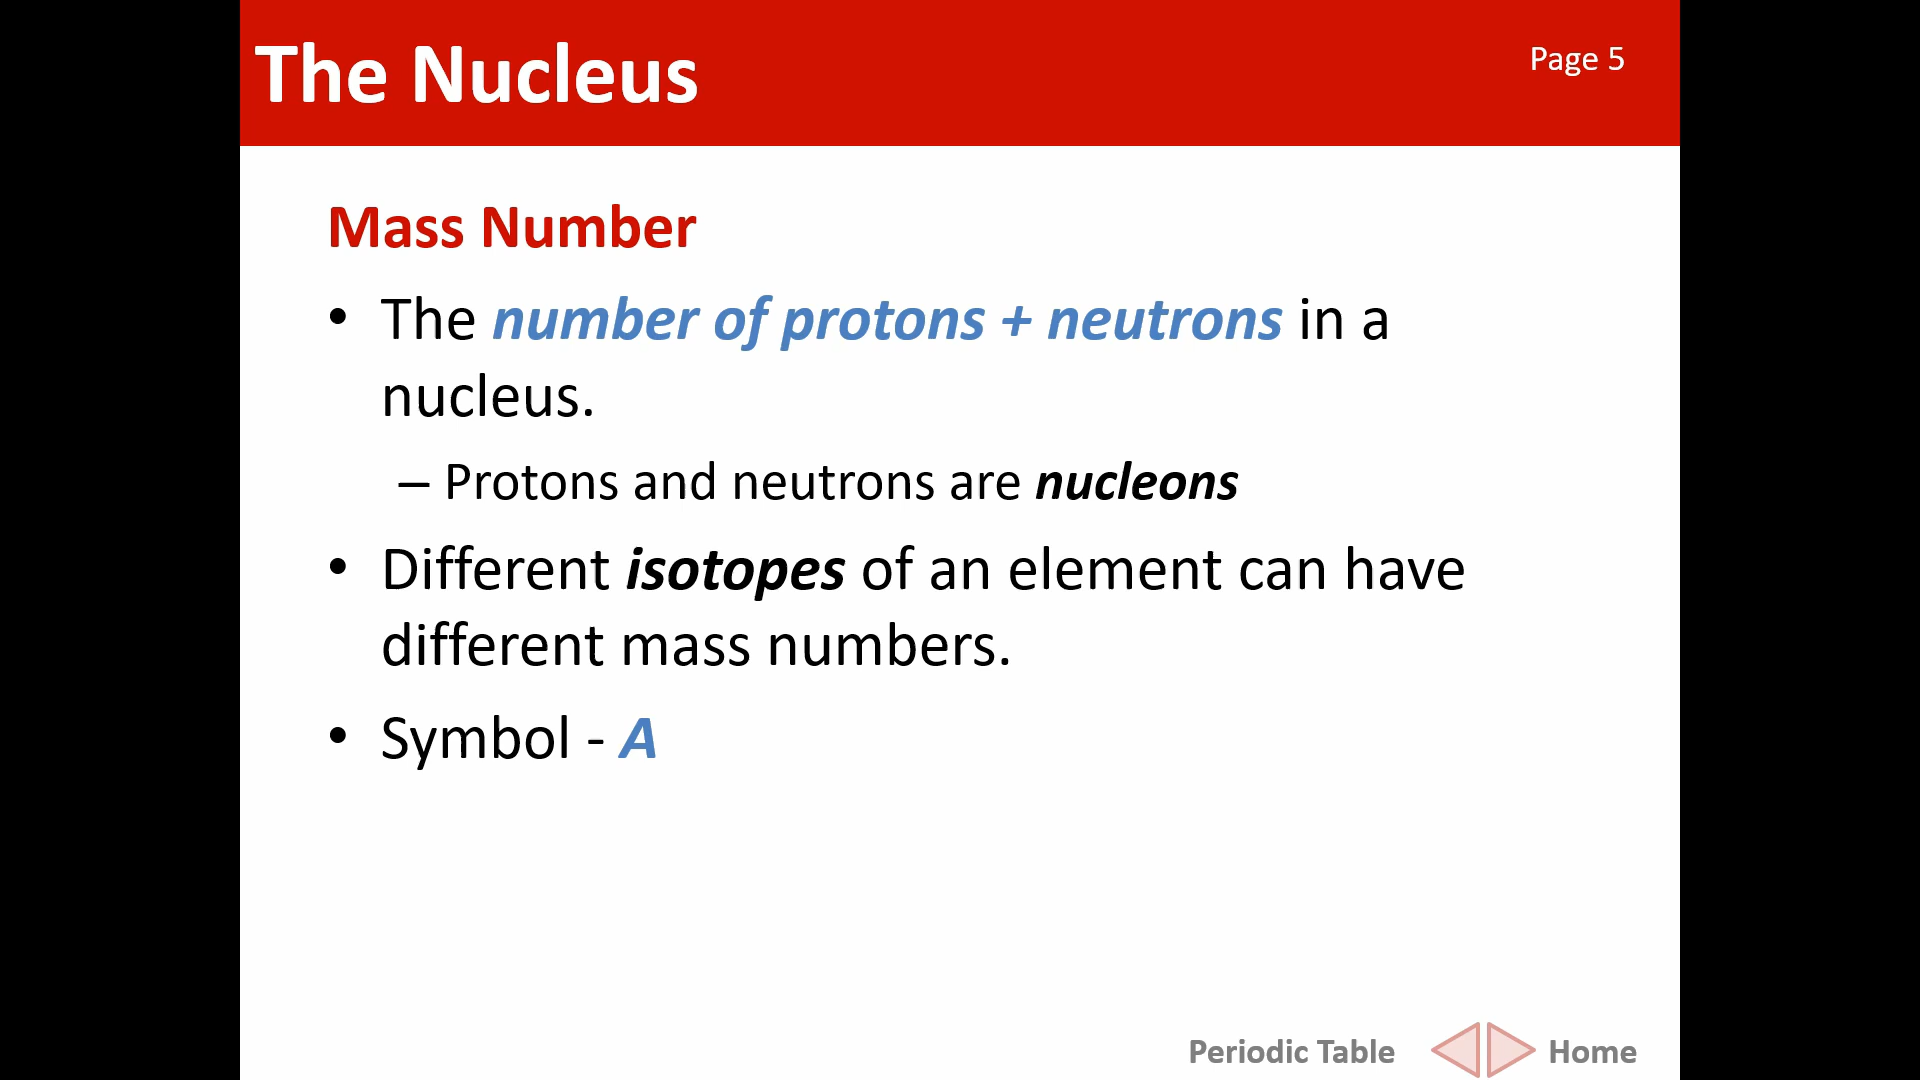 The Nucleus
Page 5
Mass Number
• The number of protons + neutrons in a
nucleus.
– Protons and neutrons are nucleons
• Different isotopes of an element can have
different mass numbers.
• Symbol - A
Periodic Table
Home